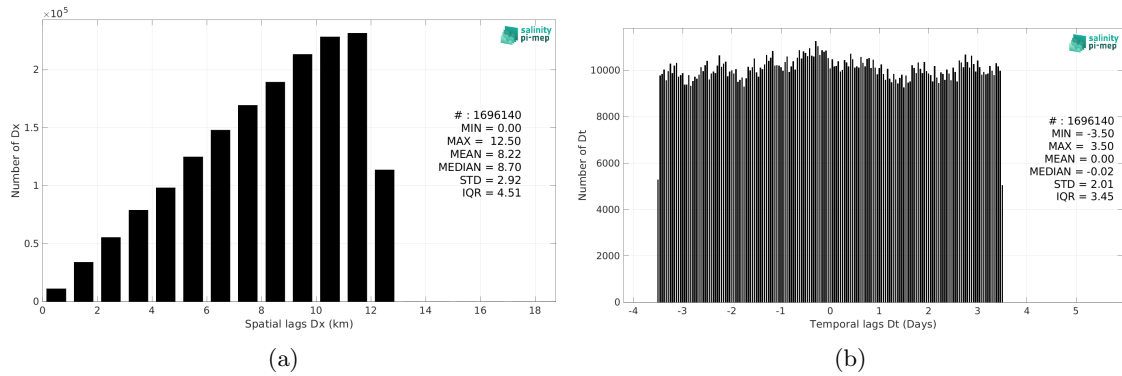 ×10^5
2
1.5
1
0.5
0
Number of Dx
0 2 4 6 8 10 12 14 16 18
Spatial lags Dx (km)
salinity
pi-mep
# : 1696140
MIN = 0.00
MAX = 12.50
MEAN = 8.22
MEDIAN = 8.70
STD = 2.92
IQR = 4.51
(a)
10000
8000
6000
4000
2000
0
Number of Dt
-4 -3 -2 -1 0 1 2 3 4 5
Temporal lags Dt (Days)
salinity
pi-mep
# : 1696140
MIN = -3.50
MAX = 3.50
MEAN = 0.00
MEDIAN = -0.02
STD = 2.01
IQR = 3.45
(b)